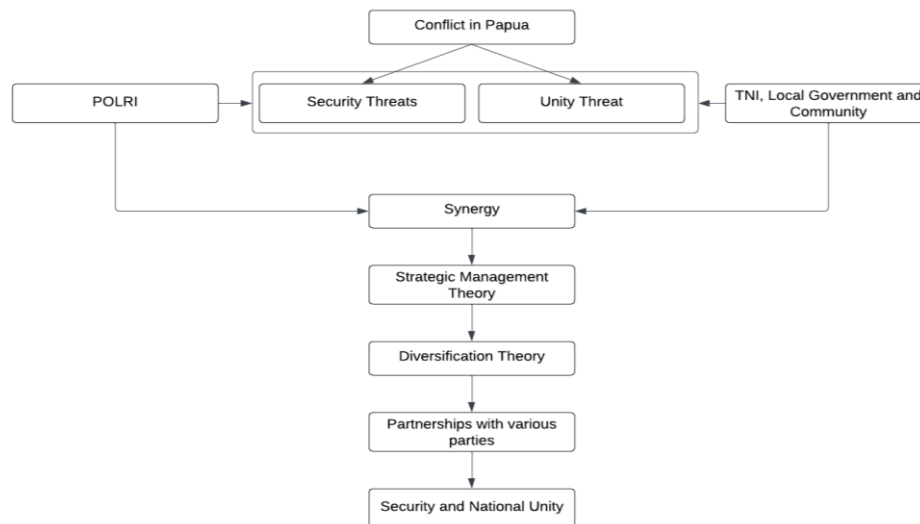 Conflict in Papua
POLRI
Security Threats
Unity Threat
TNI, Local Government and
Community
Synergy
Strategic Management
Theory
Diversification Theory
Partnerships with various
parties
Security and National Unity